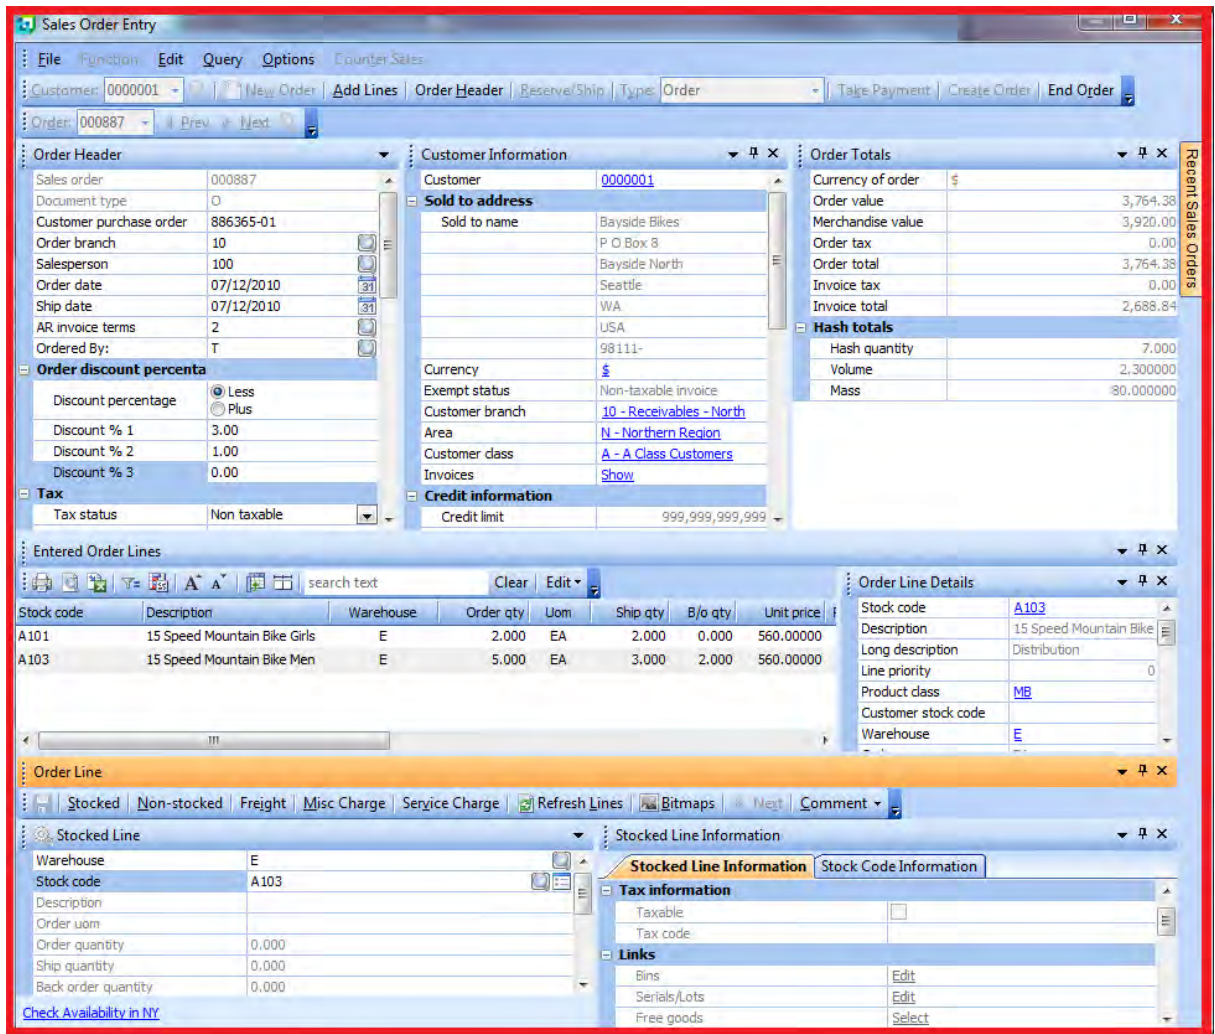 Sales Order Entry
File Function Edit Query Options Counter Sales
Customer: 0000001 New Order Add Lines Order Header Reserve/Ship Type: Order Take Payment Create Order End Order
Order: 000887 Prev Next
Recent Sales Orders
Order Header
Sales order 000887
Document type O
Customer purchase order 886365-01
Order branch 10
Salesperson 100
Order date 07/12/2010
Ship date 07/12/2010
AR invoice terms 2
Ordered By: T
Order discount percenta
Discount percentage Less
Plus
Discount % 1 3.00
Discount % 2 1.00
Discount % 3 0.00
Tax
Tax status Non taxable
Customer Information
Customer 0000001
Sold to address
Sold to name Bayside Bikes
P O Box 8
Bayside North
Seattle
WA
USA
98111-
Currency $
Exempt status Non-taxable invoice
Customer branch 10 - Receivables - North
Area N - Northern Region
Customer class A - A Class Customers
Invoices Show
Credit information
Credit limit 999,999,999,999
Order Totals
Currency of order $
Order value 3,764.38
Merchandise value 3,920.00
Order tax 0.00
Order total 3,764.38
Invoice tax 0.00
Invoice total 2,688.84
Hash totals
Hash quantity 7.000
Volume 2.300000
Mass 80.000000
Entered Order Lines
search text Clear Edit
Stock code Description Warehouse Order qty Uom Ship qty B/o qty Unit price
A101 15 Speed Mountain Bike Girls E 2.000 EA 2.000 0.000 560.00000
A103 15 Speed Mountain Bike Men E 5.000 EA 3.000 2.000 560.00000
Order Line Details
Stock code A103
Description 15 Speed Mountain Bike
Long description Distribution
Line priority 0
Product class MB
Customer stock code
Warehouse E
Order Line
Stocked Non-stocked Freight Misc Charge Service Charge Refresh Lines Bitmaps Next Comment
Stocked Line
Warehouse E
Stock code A103
Description
Order uom
Order quantity 0.000
Ship quantity 0.000
Back order quantity 0.000
Check Availability in NY
Stocked Line Information
Stocked Line Information Stock Code Information
Tax information
Taxable
Tax code
Links
Bins Edit
Serials/Lots Edit
Free goods Select